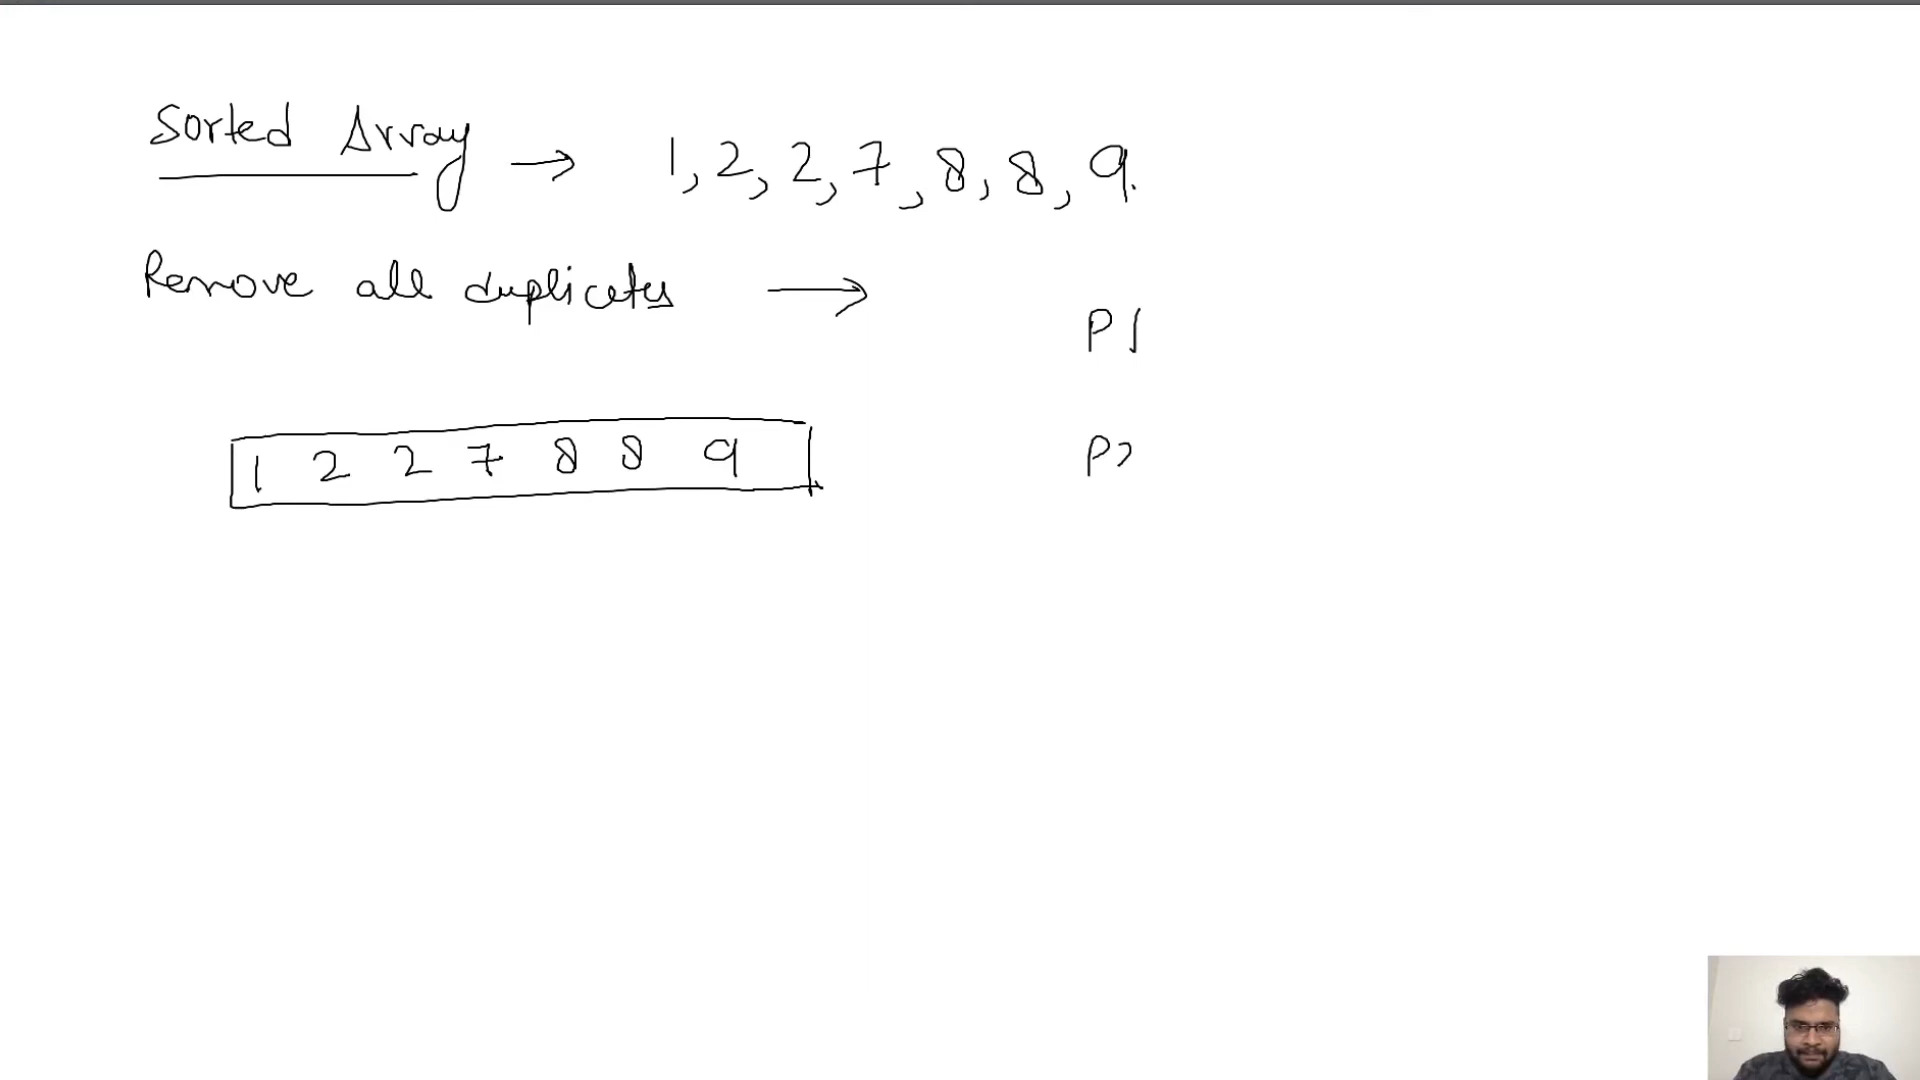 Sorted Array → 1, 2, 2, 7, 8, 8, 9.
Remove all duplicates →
P1
1 2 2 7 8 8 9
P2